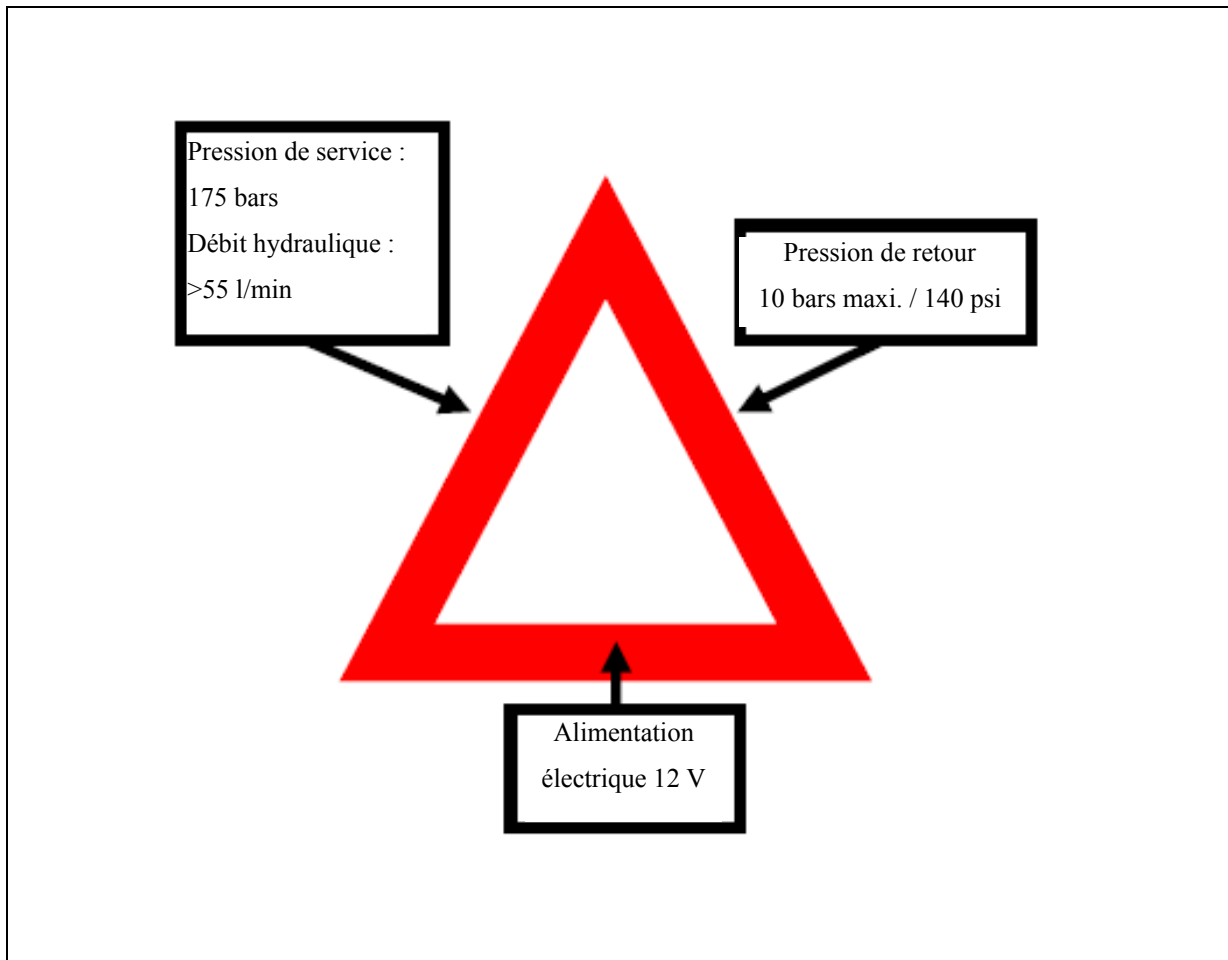 Pression de service :
175 bars
Débit hydraulique :
>55 l/min
Pression de retour
10 bars maxi. / 140 psi
Alimentation
électrique 12 V